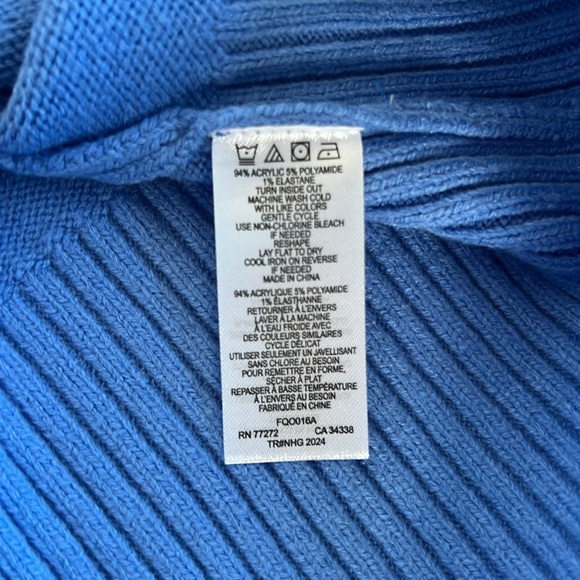 94% ACRYLIC 5% POLYAMIDE
1% ELASTANE
TURN INSIDE OUT
MACHINE WASH COLD
WITH LIKE COLORS
GENTLE CYCLE
USE NON-CHLORINE BLEACH
IF NEEDED
RESHAPE
LAY FLAT TO DRY
COOL IRON ON REVERSE
IF NEEDED
MADE IN CHINA
94% ACRYLIQUE 5% POLYAMIDE
1% ÉLASTHANNE
RETOURNER À L'ENVERS
LAVER À LA MACHINE
À L'EAU FROIDE AVEC
DES COULEURS SIMILAIRES
CYCLE DÉLICAT
UTILISER SEULEMENT UN JAVELLISANT
SANS CHLORE AU BESOIN
POUR REMETTRE EN FORME,
SÉCHER À PLAT
REPASSER À BASSE TEMPÉRATURE
À L'ENVERS AU BESOIN
FABRIQUÉ EN CHINE
FQO016A
RN 77272 CA 34338
TR#NHG 2024